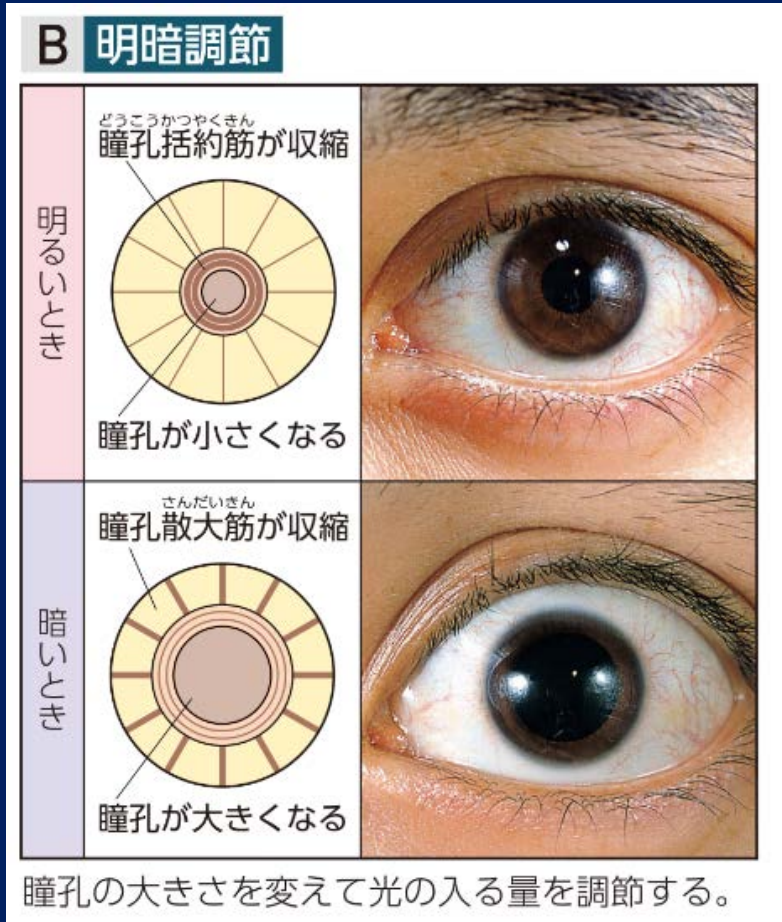 B 明暗調節
明るいとき
どうこうかつやくきん
瞳孔括約筋が収縮
瞳孔が小さくなる
暗いとき
さんだいきん
瞳孔散大筋が収縮
瞳孔が大きくなる
瞳孔の大きさを変えて光の入る量を調節する。